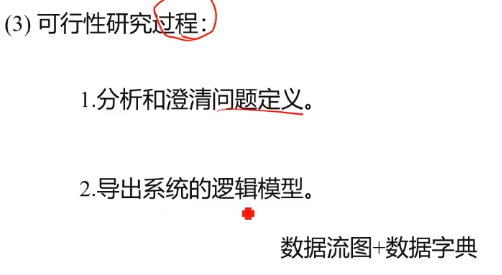 (3) 可行性研究过程：
1.分析和澄清问题定义。
2.导出系统的逻辑模型。
数据流图+数据字典